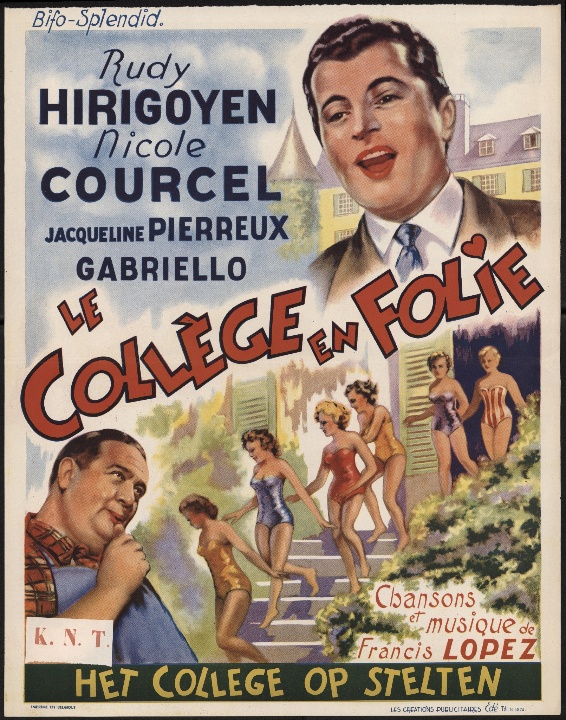 Bifo-Splendid.
Rudy
HIRIGOYEN
Nicole
COURCEL
JACQUELINE PIERREUX
GABRIELLO
LE
COLLÈGE EN FOLIE
Chansons
et musique de
Francis LOPEZ
K. N. T.
HET COLLEGE OP STELTEN
LES CRÉATIONS PUBLICITAIRES